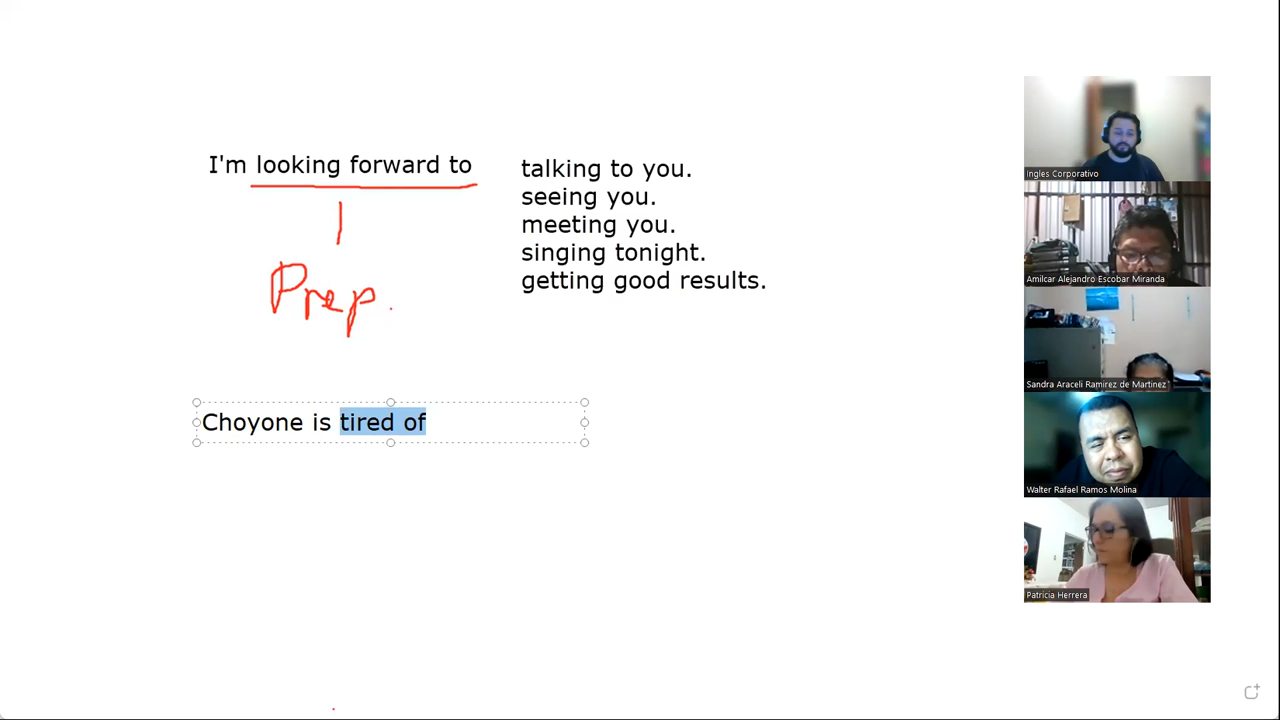 I'm looking forward to
talking to you.
seeing you.
meeting you.
singing tonight.
getting good results.
Prep.
Choyone is tired of
Ingles Corporativo
Amilcar Alejandro Escobar Miranda
Sandra Araceli Ramirez de Martinez
Walter Rafael Ramos Molina
Patricia Herrera